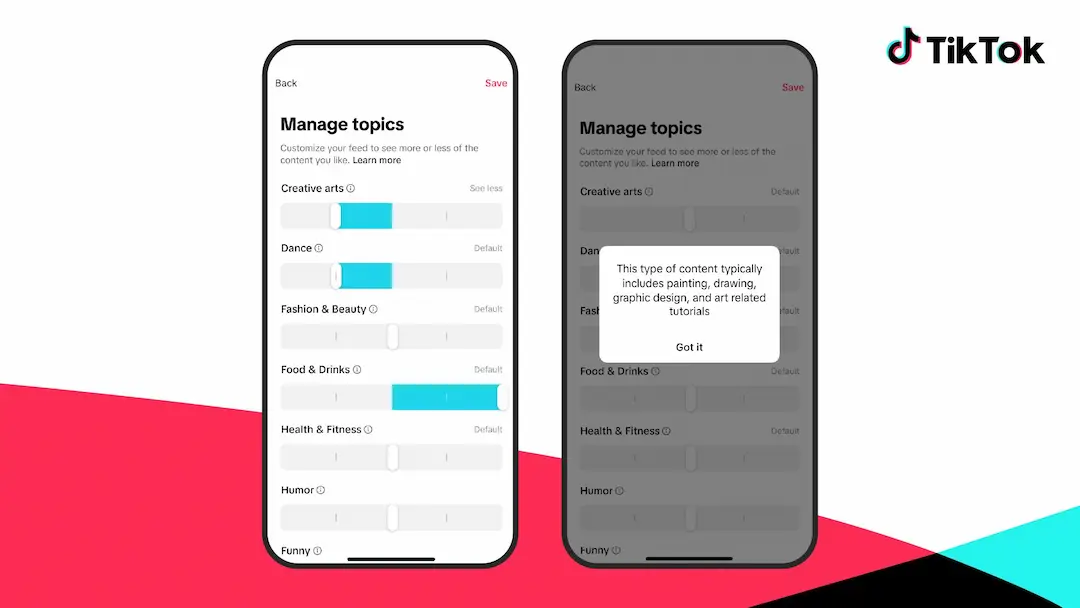 TikTok
Back Save
Manage topics
Customize your feed to see more or less of the
content you like. Learn more
Creative arts See less
Dance Default
Fashion & Beauty Default
Food & Drinks Default
Health & Fitness Default
Humor
Funny
Back Save
Manage topics
Customize your feed to see more or less of the
content you like. Learn more
Creative arts Default
Dan fault
This type of content typically
includes painting, drawing,
graphic design, and art related
tutorials
Got it
Fash fault
Food & Drinks Default
Health & Fitness Default
Humor
Funny